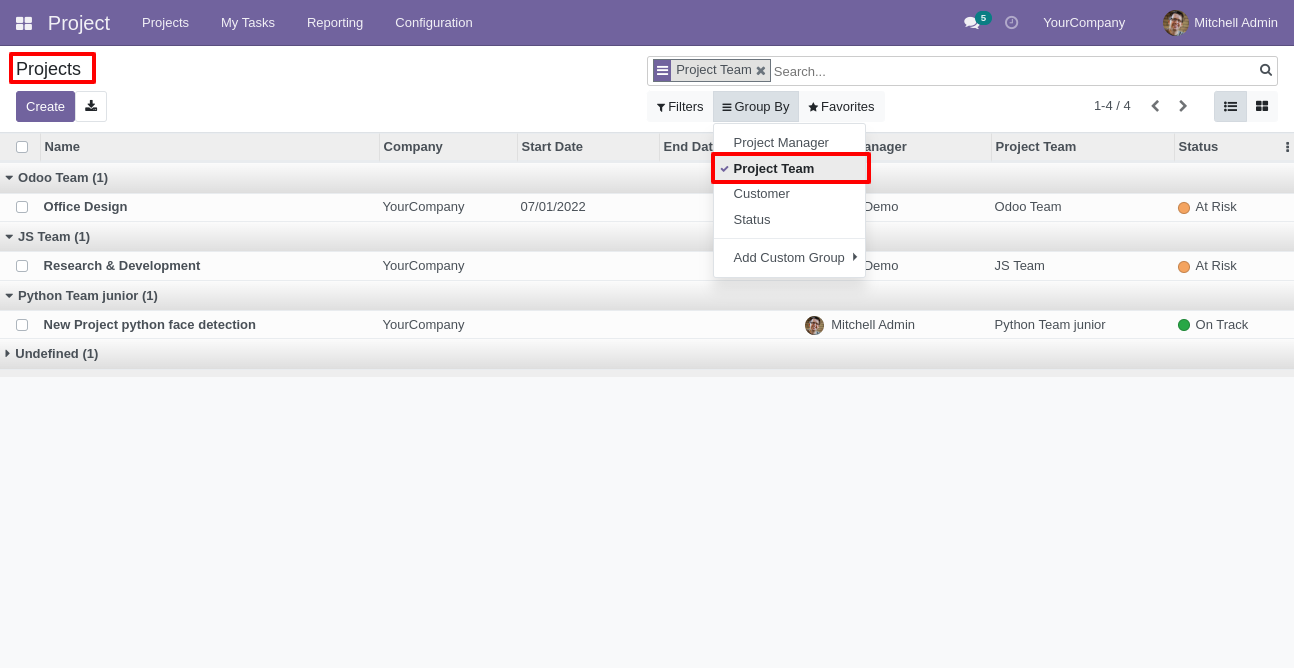 Project Projects My Tasks Reporting Configuration 5 YourCompany Mitchell Admin
Projects
Project Team Search...
Create
Filters Group By Favorites
1-4 / 4
Name Company Start Date End Dat anager Project Team Status
Project Manager
Project Team
Customer
Status
Add Custom Group
Odoo Team (1)
Office Design YourCompany 07/01/2022 Demo Odoo Team At Risk
JS Team (1)
Research & Development YourCompany Demo JS Team At Risk
Python Team junior (1)
New Project python face detection YourCompany Mitchell Admin Python Team junior On Track
Undefined (1)